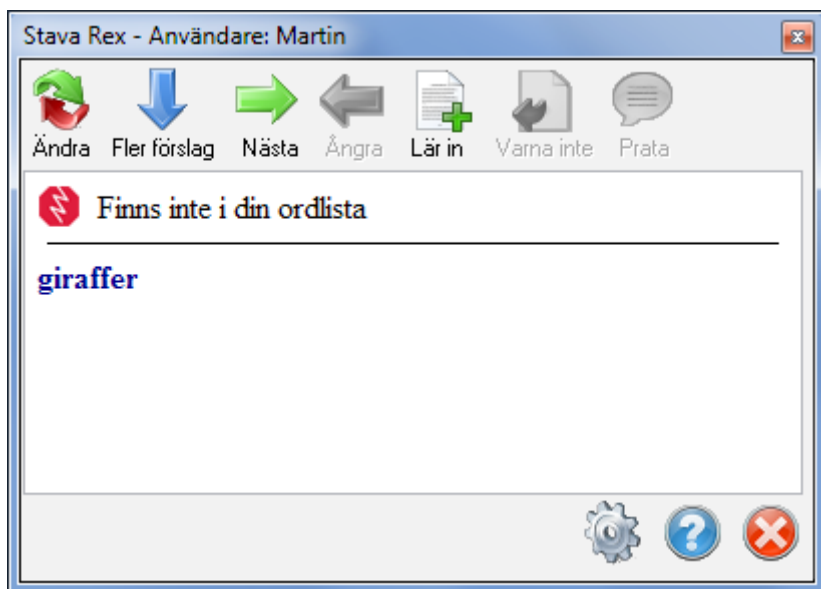 Stava Rex - Användare: Martin
Ändra Fler förslag Nästa Ångra Lär in Varna inte Prata
Finns inte i din ordlista
giraffer